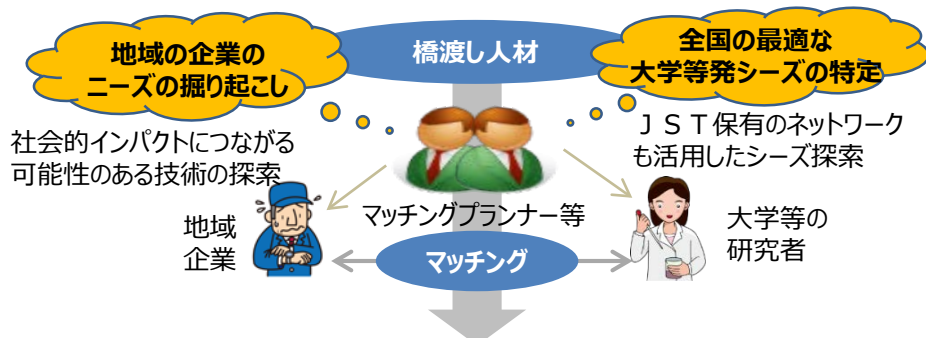 地域の企業の
ニーズの掘り起こし
橋渡し人材
全国の最適な
大学等発シーズの特定
社会的インパクトにつながる
可能性のある技術の探索
ＪＳＴ保有のネットワーク
も活用したシーズ探索
マッチングプランナー等
地域
企業
マッチング
大学等の
研究者